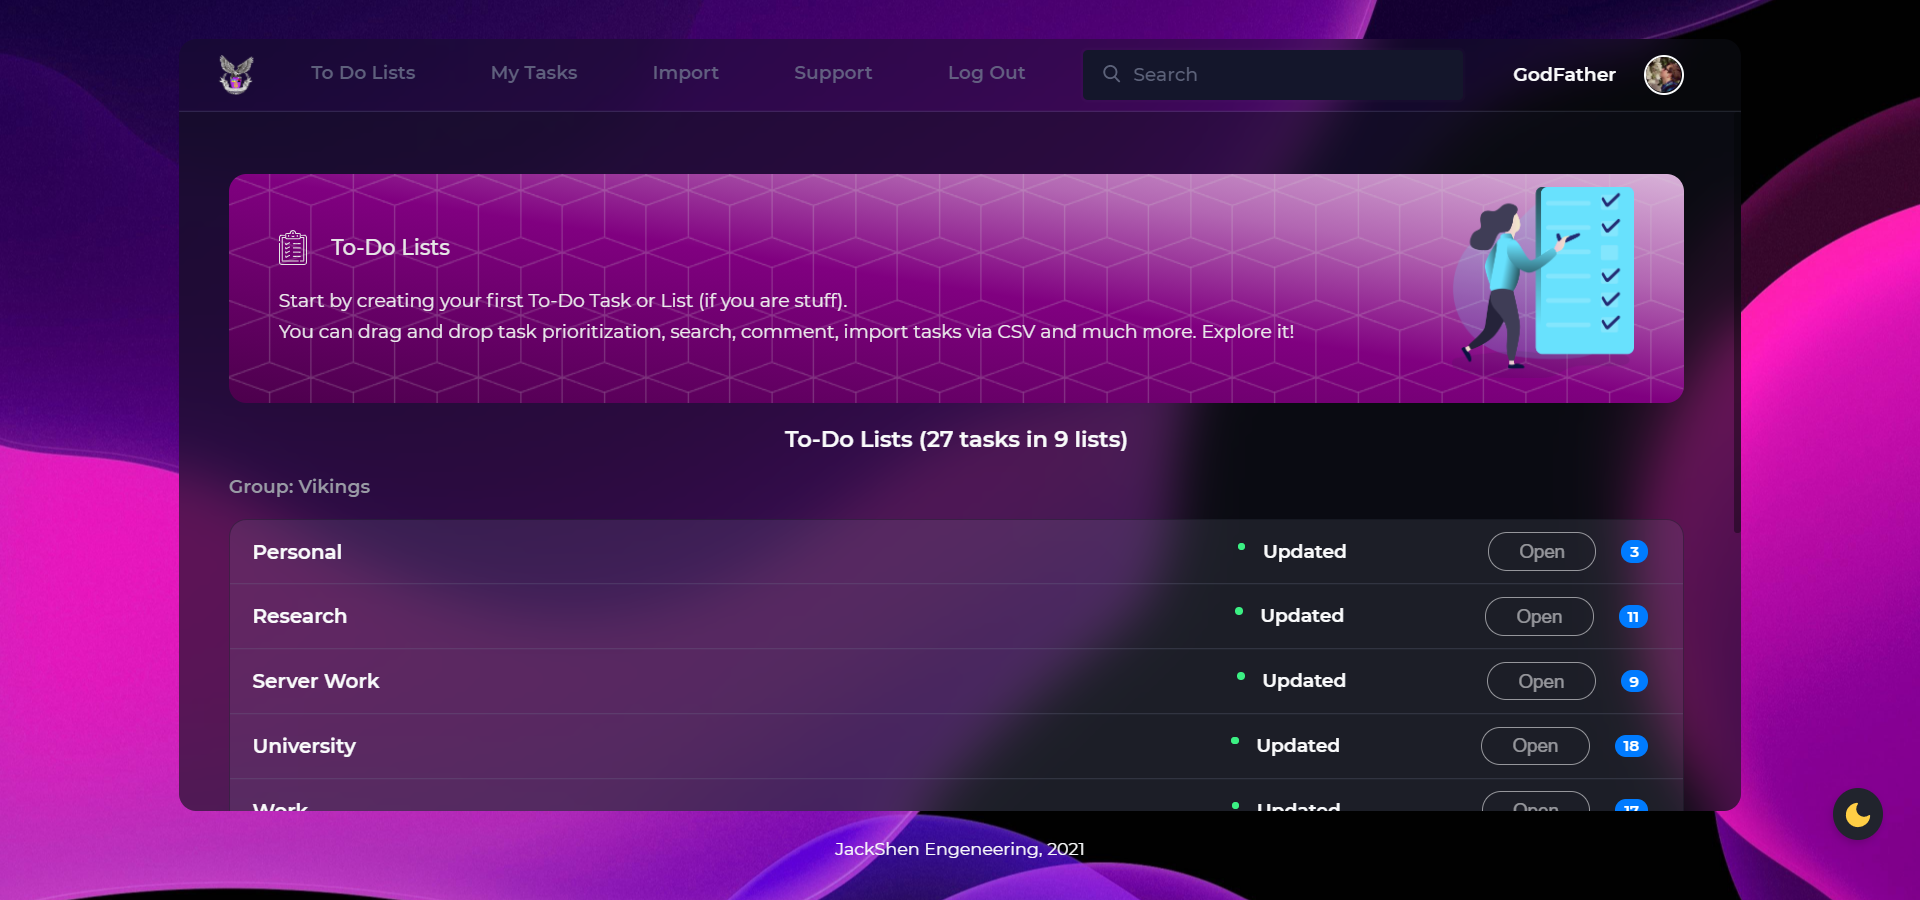 To Do Lists
My Tasks
Import
Support
Log Out
Search
GodFather
To-Do Lists
Start by creating your first To-Do Task or List (if you are stuff).
You can drag and drop task prioritization, search, comment, import tasks via CSV and much more. Explore it!
To-Do Lists (27 tasks in 9 lists)
Group: Vikings
Personal Updated Open 3
Research Updated Open 11
Server Work Updated Open 9
University Updated Open 18
Work Updated Open 17
JackShen Engeneering, 2021